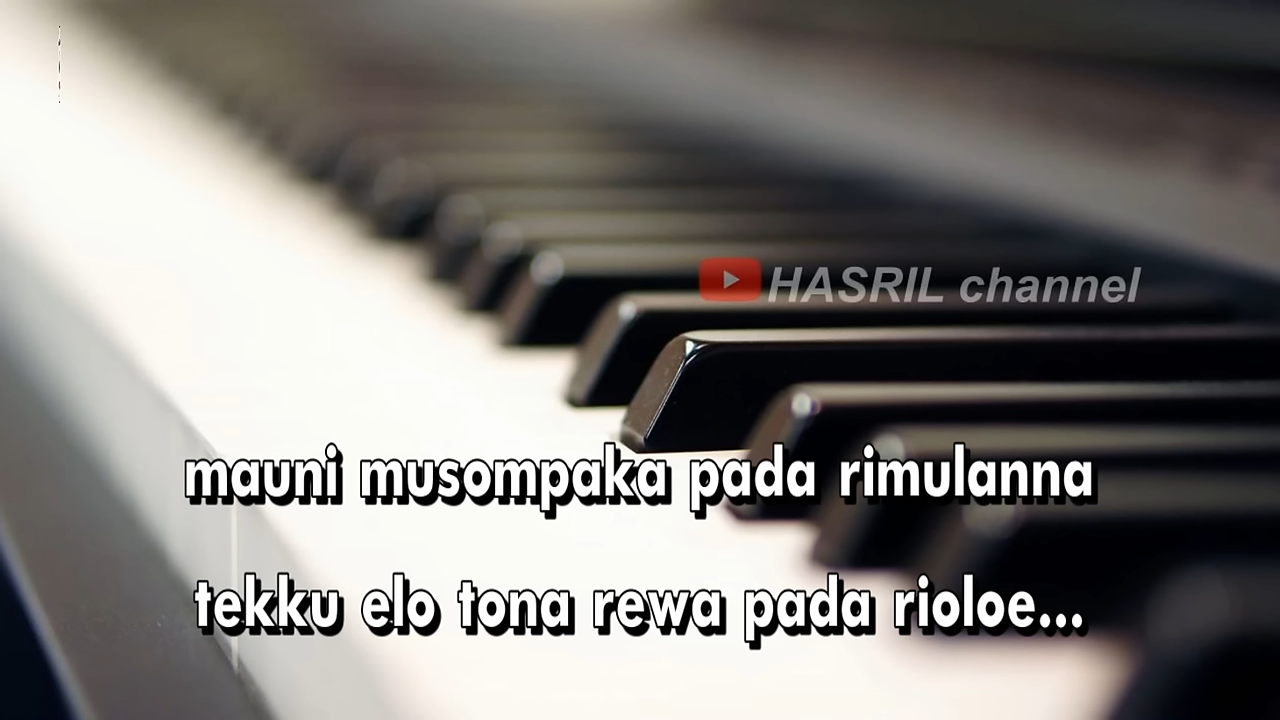 HASRIL channel
mauni musompaka pada rimulanna
tekku elo tona rewa pada rioloe...